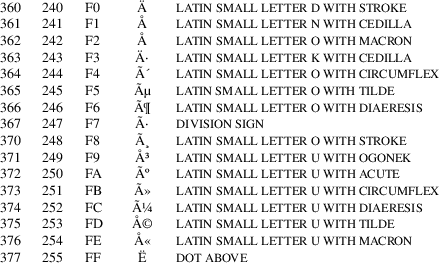 360 240 F0 Ä LATIN SMALL LETTER D WITH STROKE
361 241 F1 Å LATIN SMALL LETTER N WITH CEDILLA
362 242 F2 Å LATIN SMALL LETTER O WITH MACRON
363 243 F3 Ä· LATIN SMALL LETTER K WITH CEDILLA
364 244 F4 Ã´ LATIN SMALL LETTER O WITH CIRCUMFLEX
365 245 F5 Ãµ LATIN SMALL LETTER O WITH TILDE
366 246 F6 Ã¶ LATIN SMALL LETTER O WITH DIAERESIS
367 247 F7 Ã· DIVISION SIGN
370 248 F8 Ã¸ LATIN SMALL LETTER O WITH STROKE
371 249 F9 Å³ LATIN SMALL LETTER U WITH OGONEK
372 250 FA Ãº LATIN SMALL LETTER U WITH ACUTE
373 251 FB Ã» LATIN SMALL LETTER U WITH CIRCUMFLEX
374 252 FC Ã¼ LATIN SMALL LETTER U WITH DIAERESIS
375 253 FD Å© LATIN SMALL LETTER U WITH TILDE
376 254 FE Å« LATIN SMALL LETTER U WITH MACRON
377 255 FF Ë DOT ABOVE